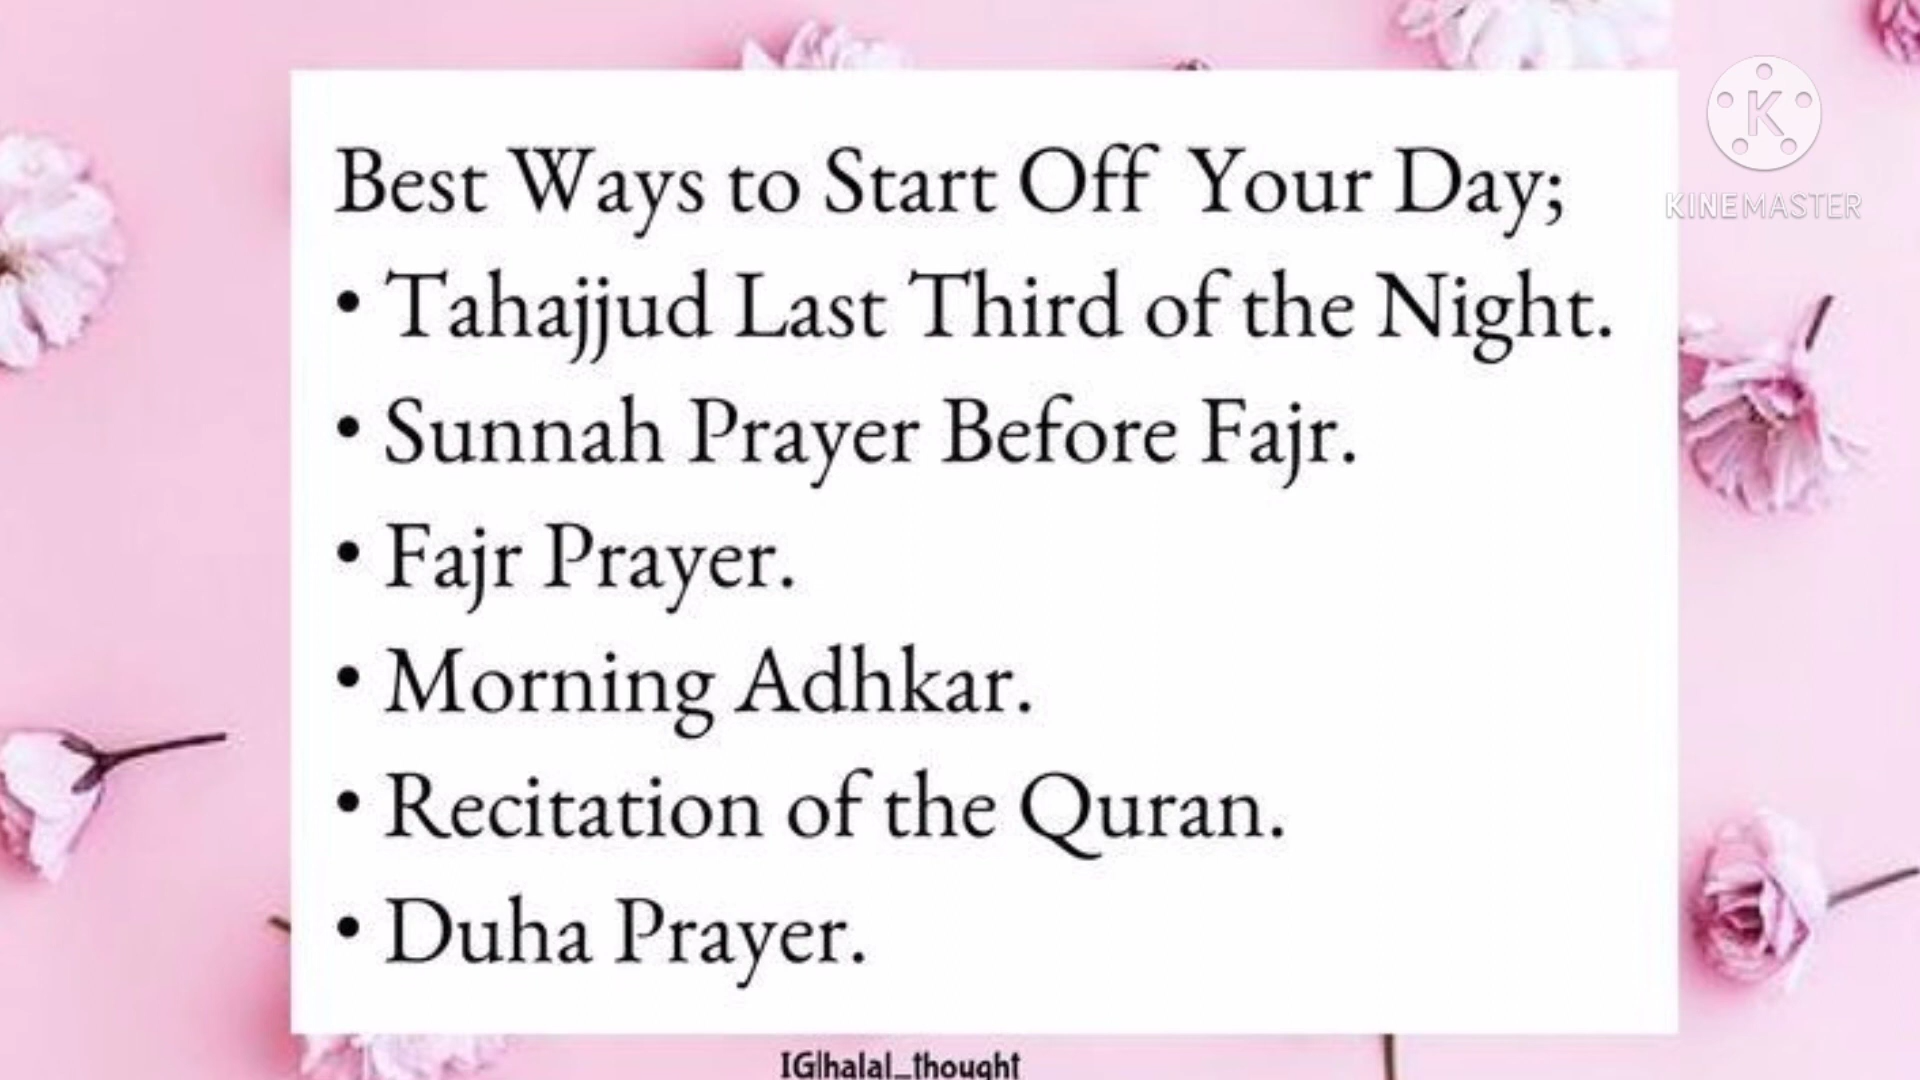 Best Ways to Start Off Your Day;
• Tahajjud Last Third of the Night.
• Sunnah Prayer Before Fajr.
• Fajr Prayer.
• Morning Adhkar.
• Recitation of the Quran.
• Duha Prayer.
K
KINEMASTER
IG|halal_thought